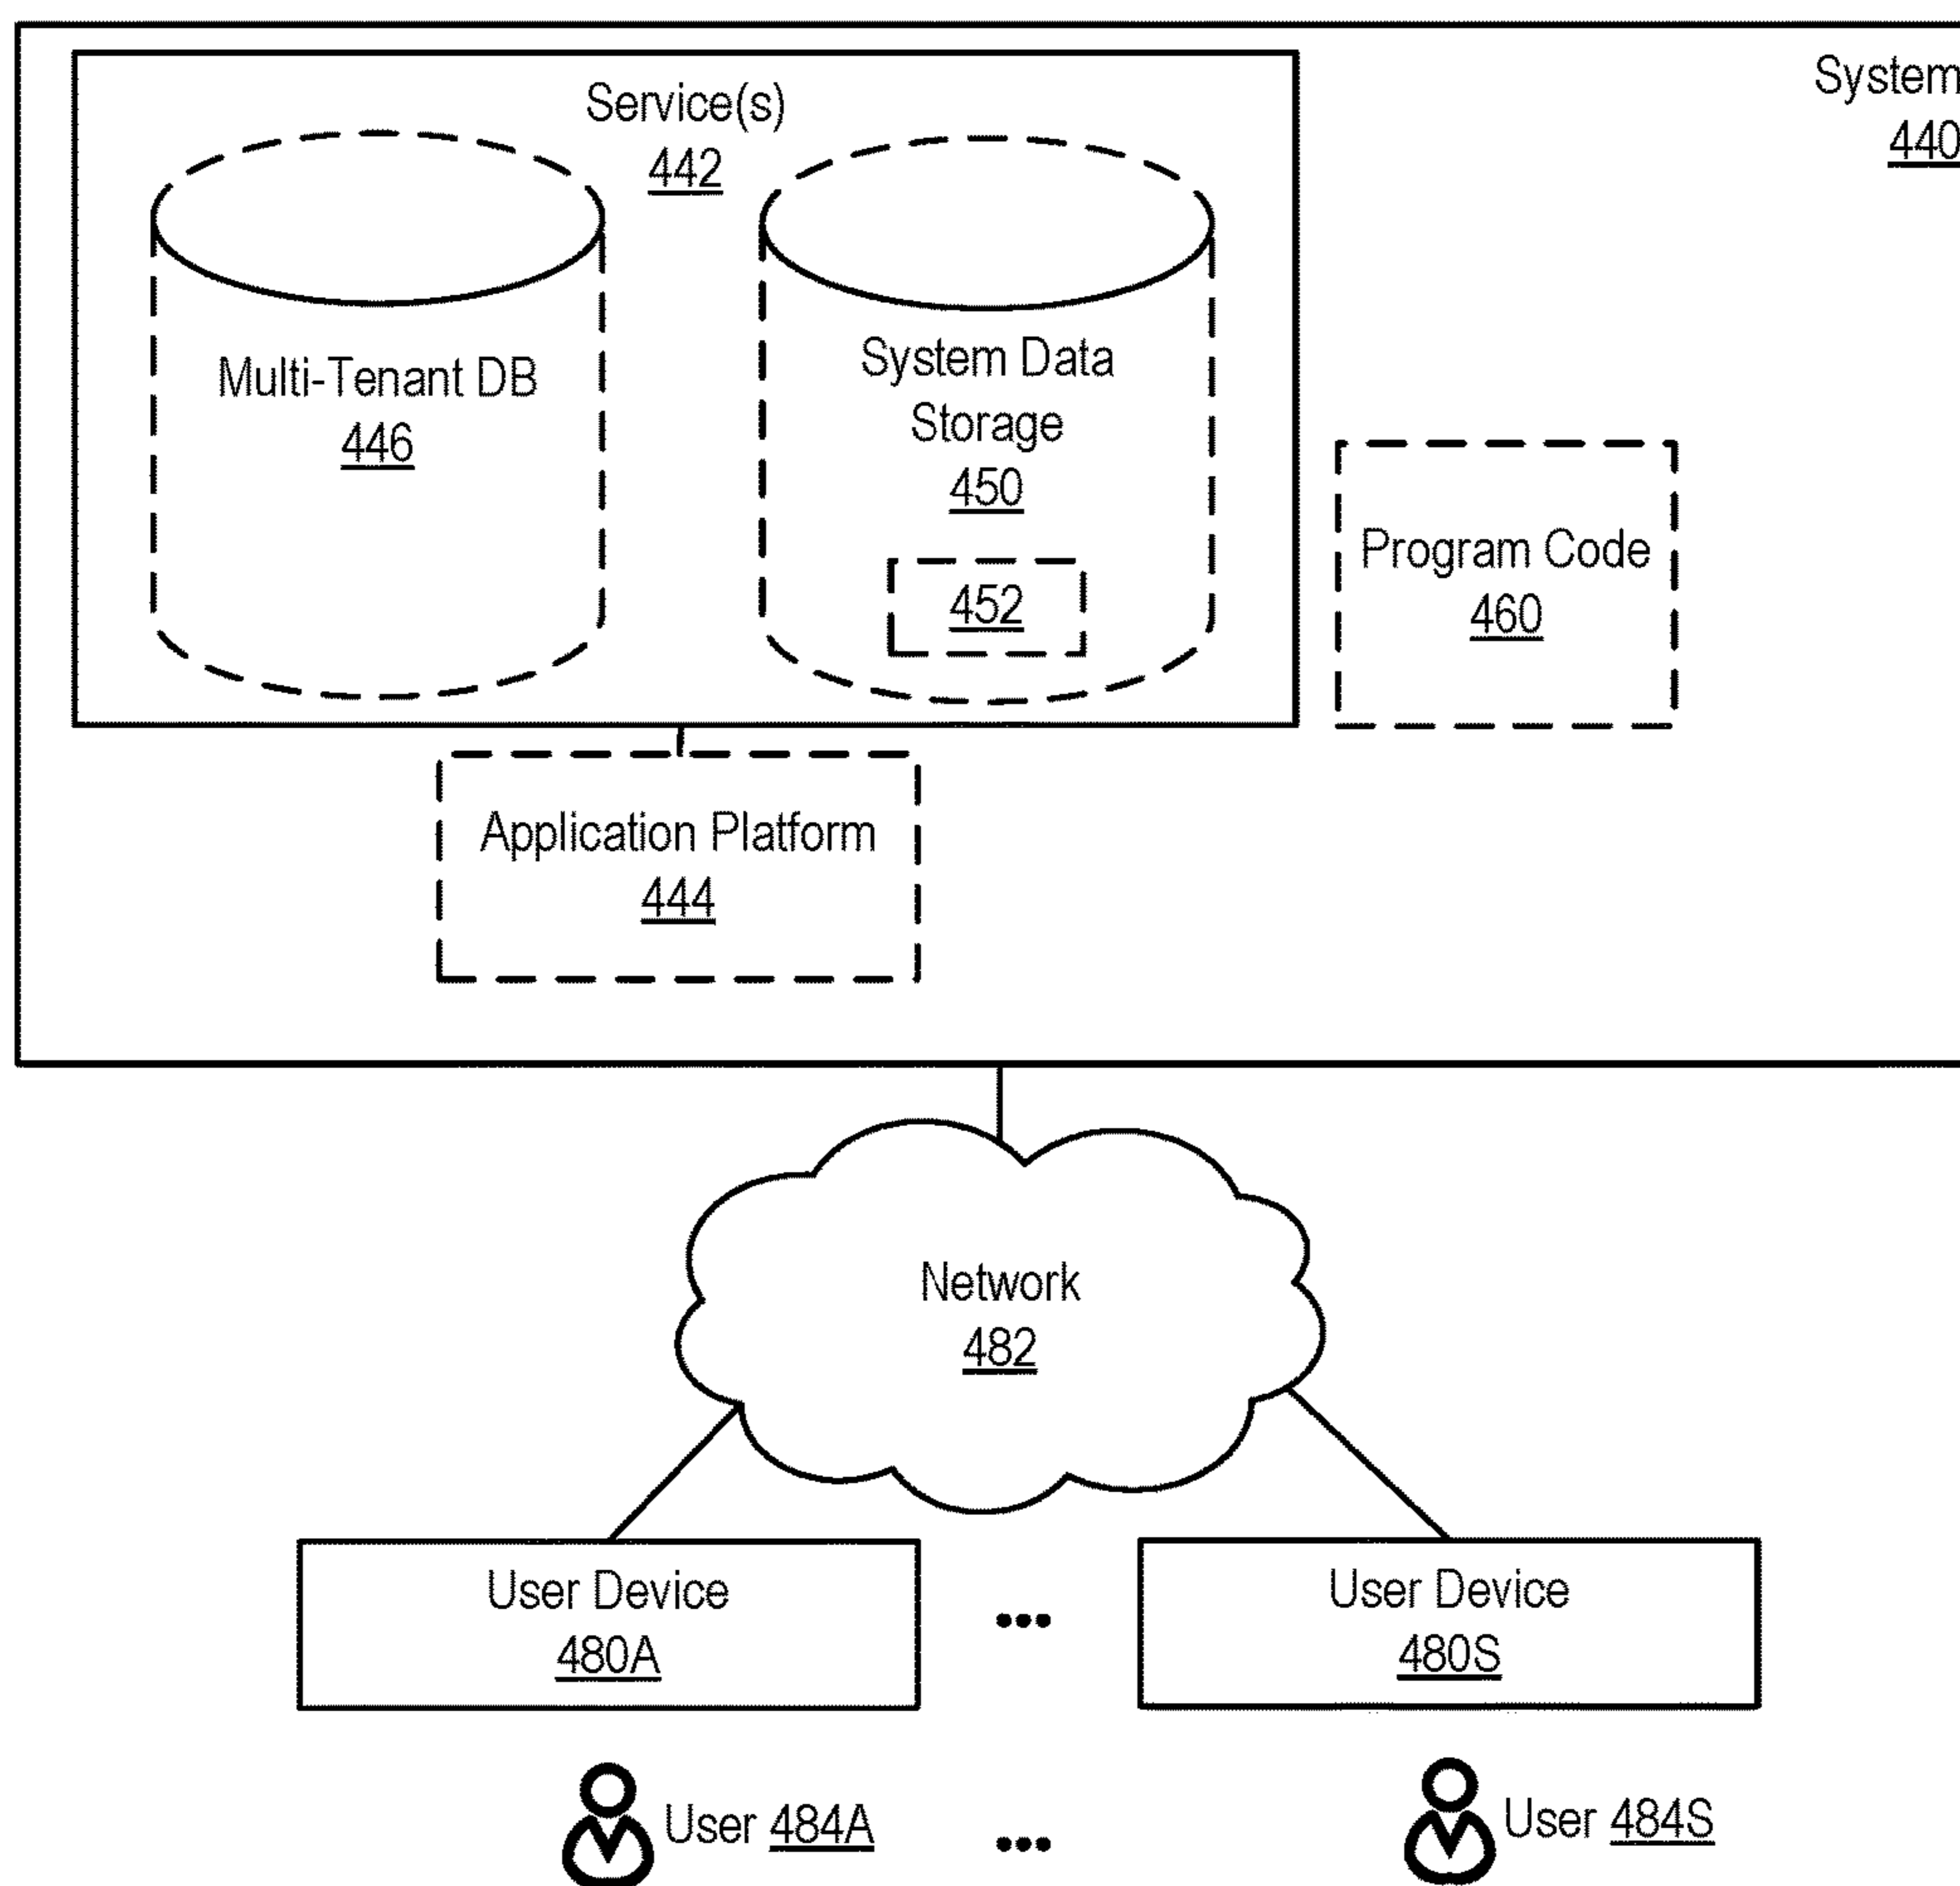 System
440
Service(s)
442
Multi-Tenant DB
446
System Data
Storage
450
452
Program Code
460
Application Platform
444
Network
482
User Device
480A
•••
User Device
480S
User 484A
•••
User 484S